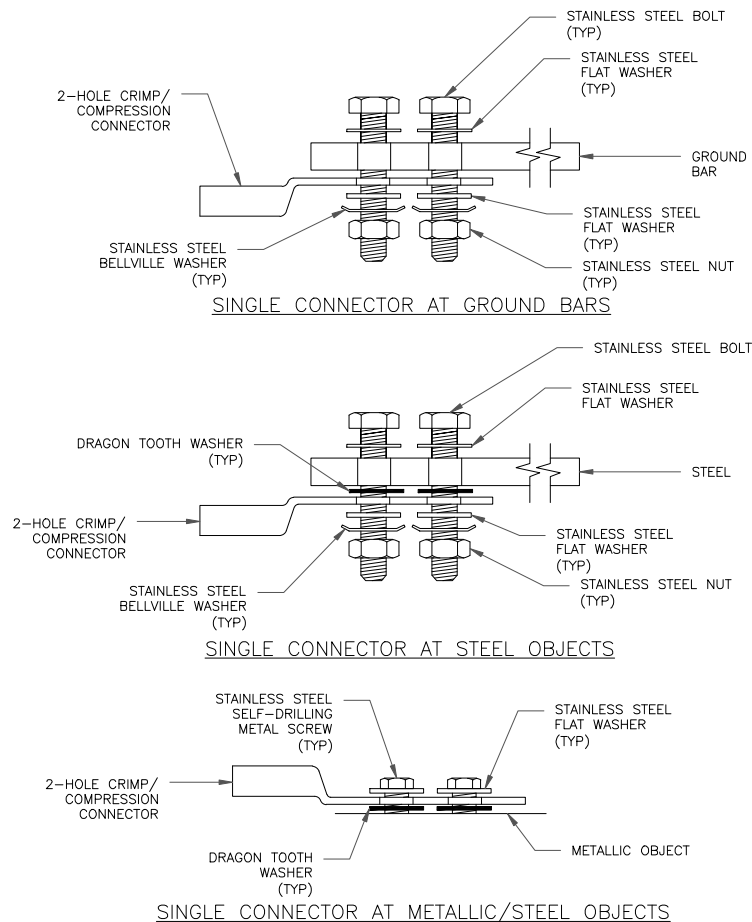 STAINLESS STEEL BOLT
(TYP)
STAINLESS STEEL
FLAT WASHER
(TYP)
2-HOLE CRIMP/
COMPRESSION
CONNECTOR
GROUND
BAR
STAINLESS STEEL
FLAT WASHER
(TYP)
STAINLESS STEEL
BELLVILLE WASHER
(TYP)
STAINLESS STEEL NUT
(TYP)
SINGLE CONNECTOR AT GROUND BARS
STAINLESS STEEL BOLT
STAINLESS STEEL
FLAT WASHER
DRAGON TOOTH WASHER
(TYP)
STEEL
2-HOLE CRIMP/
COMPRESSION
CONNECTOR
STAINLESS STEEL
FLAT WASHER
(TYP)
STAINLESS STEEL
BELLVILLE WASHER
(TYP)
STAINLESS STEEL NUT
(TYP)
SINGLE CONNECTOR AT STEEL OBJECTS
STAINLESS STEEL
SELF-DRILLING
METAL SCREW
(TYP)
STAINLESS STEEL
FLAT WASHER
(TYP)
2-HOLE CRIMP/
COMPRESSION
CONNECTOR
METALLIC OBJECT
DRAGON TOOTH
WASHER
(TYP)
SINGLE CONNECTOR AT METALLIC/STEEL OBJECTS